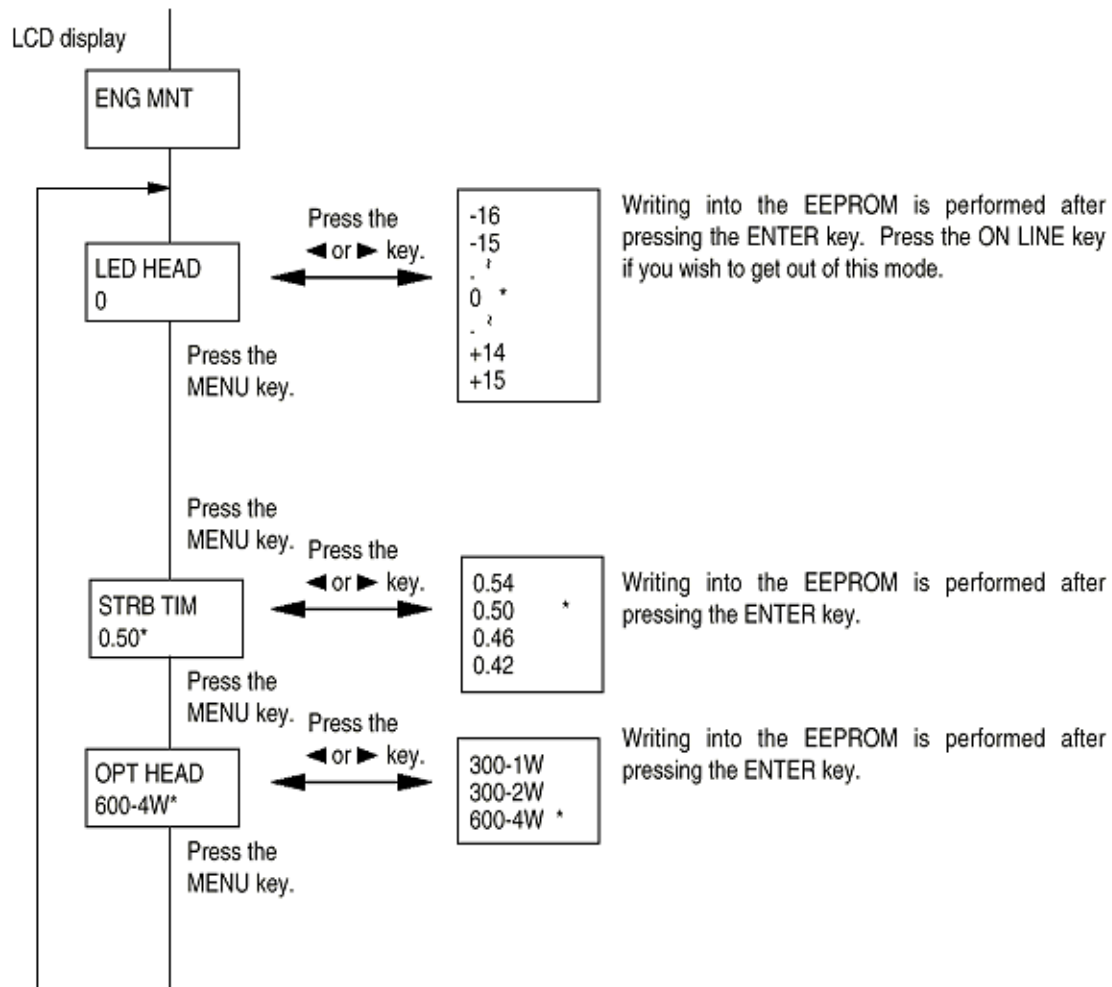 LCD display
ENG MNT
LED HEAD
0
Press the
◄ or ► key.
-16
-15
. ~
0 *
. ~
+14
+15
Writing into the EEPROM is performed after
pressing the ENTER key. Press the ON LINE key
if you wish to get out of this mode.
Press the
MENU key.
Press the
MENU key.
STRB TIM
0.50*
Press the
◄ or ► key.
0.54
0.50 *
0.46
0.42
Writing into the EEPROM is performed after
pressing the ENTER key.
Press the
MENU key.
OPT HEAD
600-4W*
Press the
◄ or ► key.
300-1W
300-2W
600-4W *
Writing into the EEPROM is performed after
pressing the ENTER key.
Press the
MENU key.